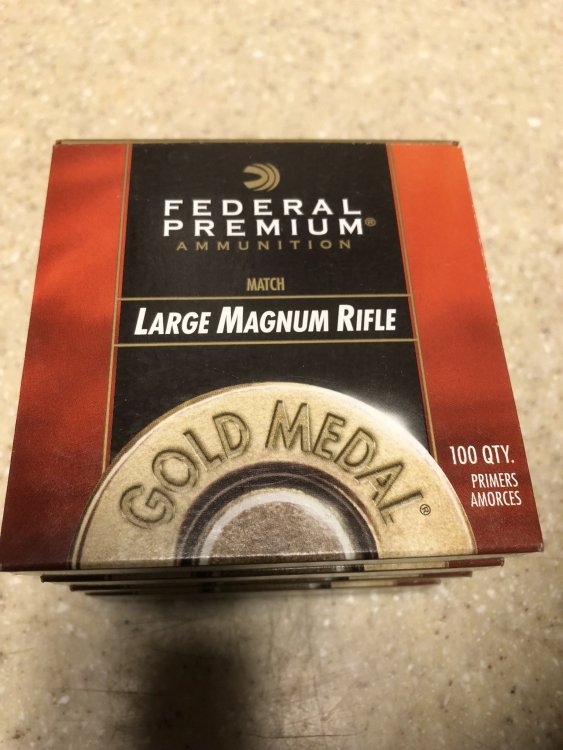 FEDERAL
PREMIUM®
AMMUNITION
MATCH
LARGE MAGNUM RIFLE
GOLD MEDAL®
100 QTY.
PRIMERS
AMORCES